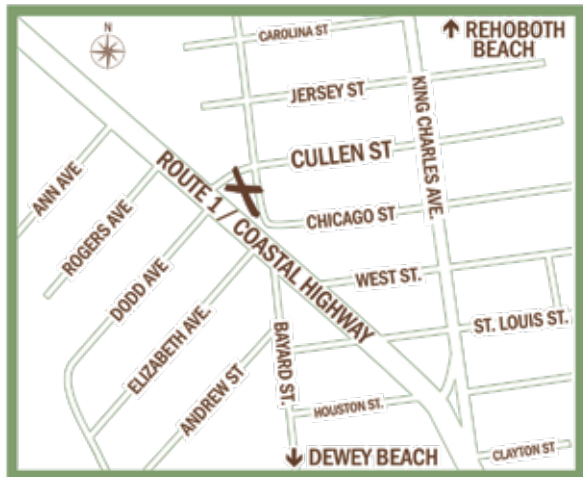 N
CAROLINA ST
↑ REHOBOTH
BEACH
JERSEY ST
KING CHARLES AVE.
CULLEN ST
ANN AVE
ROGERS AVE
ROUTE 1 / COASTAL HIGHWAY
CHICAGO ST
DODD AVE
WEST ST.
ELIZABETH AVE.
BAYARD ST.
ST. LOUIS ST.
ANDREW ST
HOUSTON ST.
↓ DEWEY BEACH
CLAYTON ST